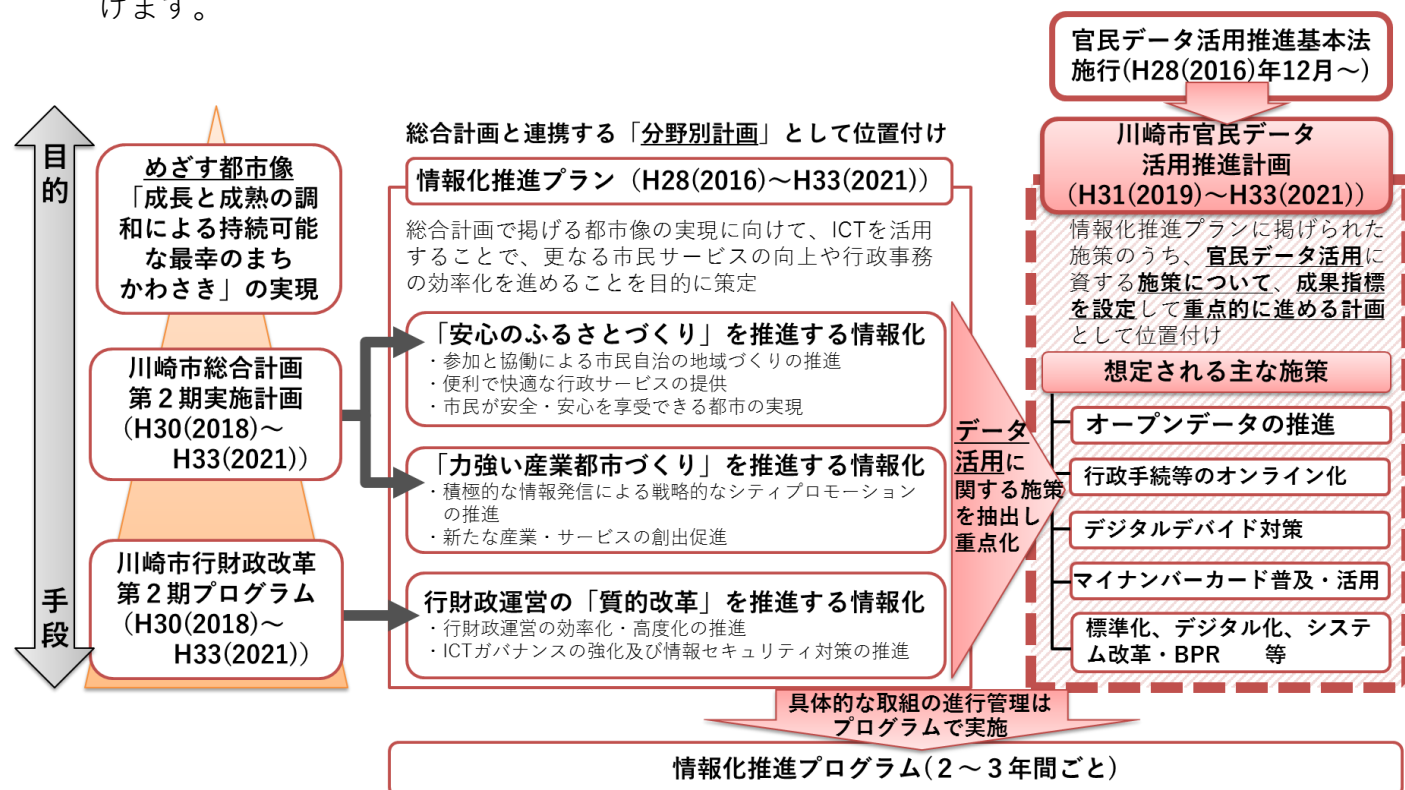 けます。
目的
手段
めざす都市像
「成長と成熟の調
和による持続可能
な最幸のまち
かわさき」の実現
川崎市総合計画
第２期実施計画
（H30(2018)～
H33(2021)）
川崎市行財政改革
第２期プログラム
（H30(2018)～
H33(2021)）
総合計画と連携する「分野別計画」として位置付け
情報化推進プラン（H28(2016)～H33(2021)）
総合計画で掲げる都市像の実現に向けて、ICTを活用
することで、更なる市民サービスの向上や行政事務
の効率化を進めることを目的に策定
「安心のふるさとづくり」を推進する情報化
・参加と協働による市民自治の地域づくりの推進
・便利で快適な行政サービスの提供
・市民が安全・安心を享受できる都市の実現
「力強い産業都市づくり」を推進する情報化
・積極的な情報発信による戦略的なシティプロモーション
の推進
・新たな産業・サービスの創出促進
行財政運営の「質的改革」を推進する情報化
・行財政運営の効率化・高度化の推進
・ICTガバナンスの強化及び情報セキュリティ対策の推進
データ
活用に
関する施策
を抽出し
重点化
官民データ活用推進基本法
施行(H28(2016)年12月～)
川崎市官民データ
活用推進計画
（H31(2019)～H33(2021)）
情報化推進プランに掲げられた
施策のうち、官民データ活用に
資する施策について、成果指標
を設定して重点的に進める計画
として位置付け
想定される主な施策
オープンデータの推進
行政手続等のオンライン化
デジタルデバイド対策
マイナンバーカード普及・活用
標準化、デジタル化、システ
ム改革・BPR　　等
具体的な取組の進行管理は
プログラムで実施
情報化推進プログラム(２～３年間ごと)